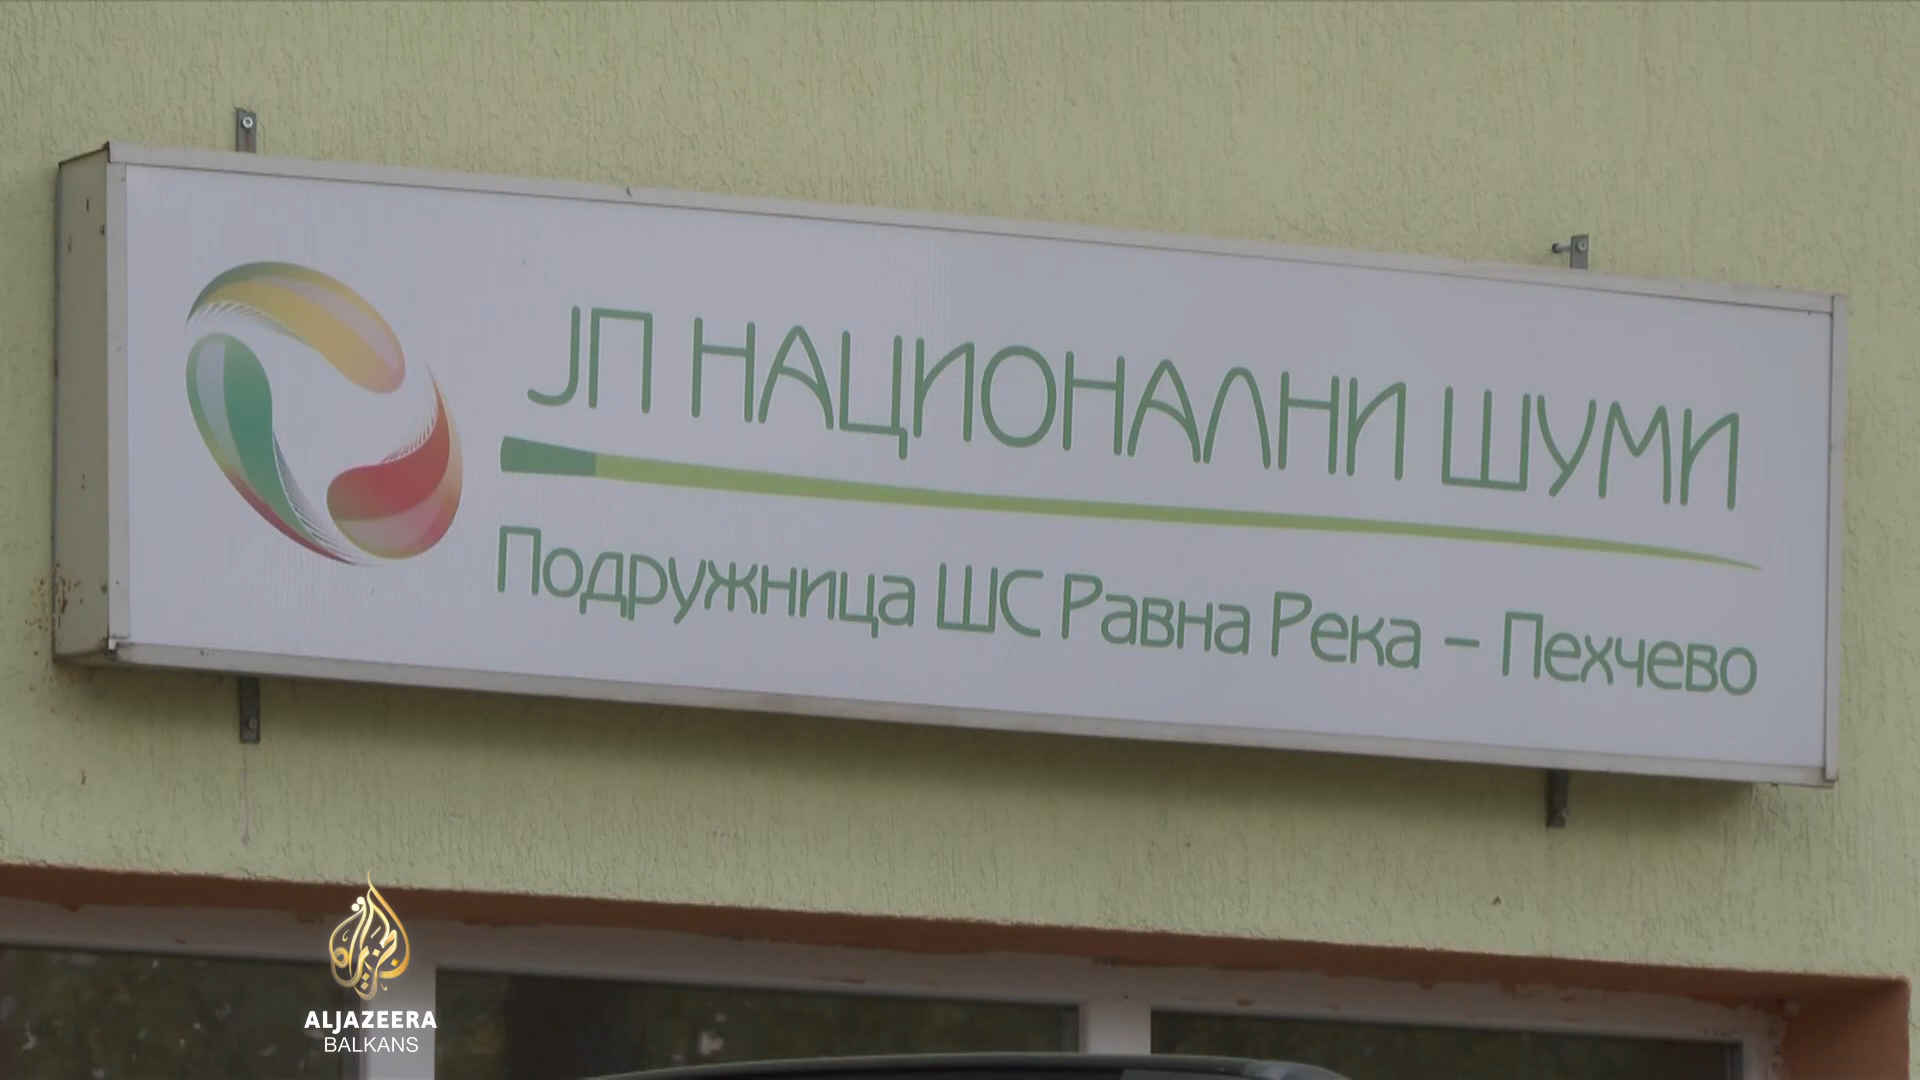 ЈП НАЦИОНАЛНИ ШУМИ
Подружница ШС Равна Река – Пехчево
ALJAZEERA
BALKANS